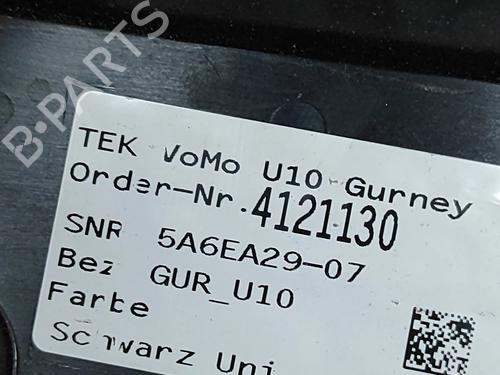 B-PARTS
TEK VoMo U10-Gurney
Order-Nr.4121130
SNR 5A6EA29-07
Bez GUR_U10
Farbe
Schwarz Uni